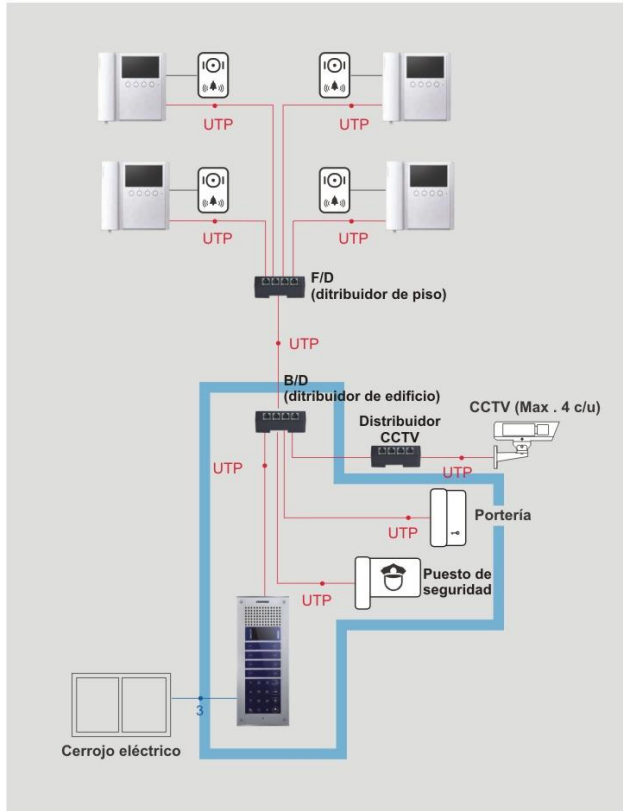 UTP
UTP
UTP
UTP
F/D
(ditribuidor de piso)
UTP
B/D
(ditribuidor de edificio)
CCTV (Max . 4 c/u)
Distribuidor
CCTV
UTP
UTP
Portería
UTP
Puesto de
seguridad
UTP
3
Cerrojo eléctrico